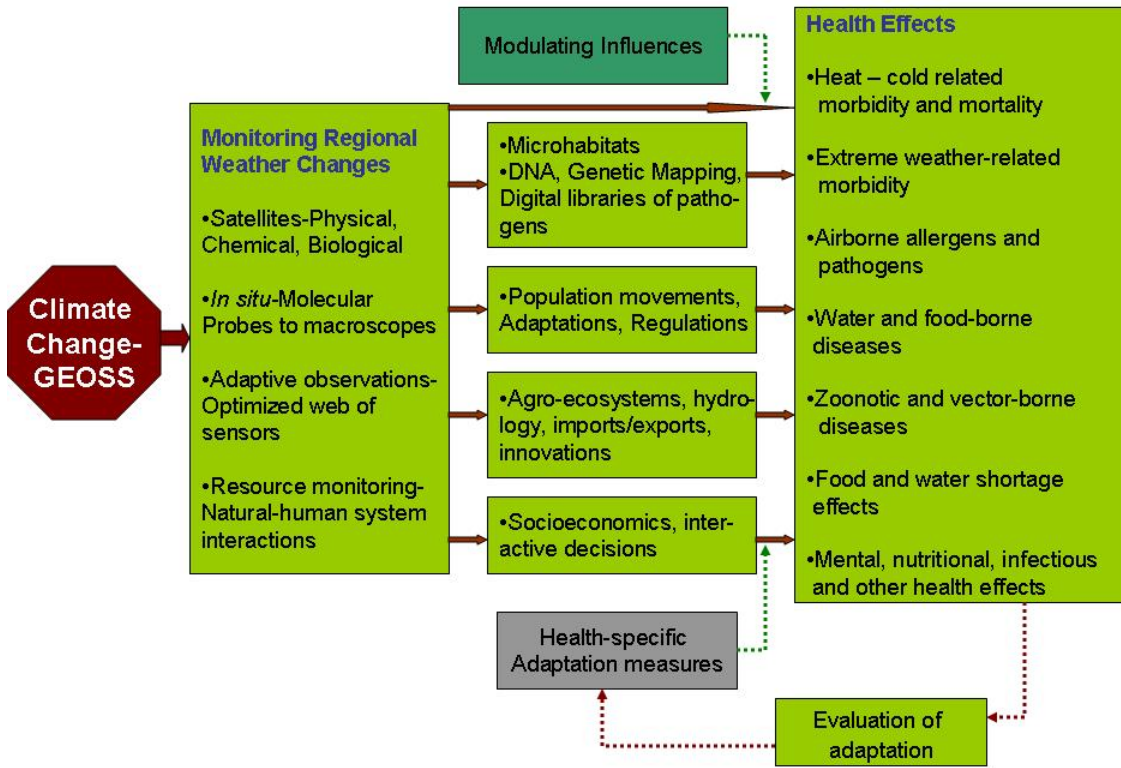 Climate
Change-
GEOSS
Monitoring Regional
Weather Changes
•Satellites-Physical,
Chemical, Biological
•In situ-Molecular
Probes to macroscopes
•Adaptive observations-
Optimized web of
sensors
•Resource monitoring-
Natural-human system
interactions
Modulating Influences
•Microhabitats
•DNA, Genetic Mapping,
Digital libraries of patho-
gens
•Population movements,
Adaptations, Regulations
•Agro-ecosystems, hydro-
logy, imports/exports,
innovations
•Socioeconomics, inter-
active decisions
Health-specific
Adaptation measures
Health Effects
•Heat – cold related
morbidity and mortality
•Extreme weather-related
morbidity
•Airborne allergens and
pathogens
•Water and food-borne
diseases
•Zoonotic and vector-borne
diseases
•Food and water shortage
effects
•Mental, nutritional, infectious
and other health effects
Evaluation of
adaptation